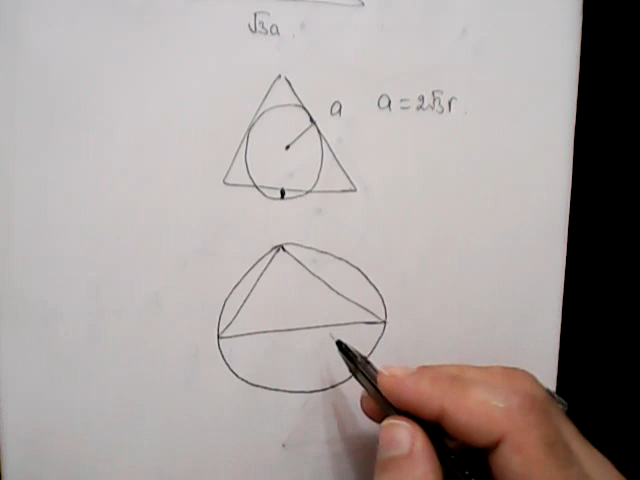 √3a
a a = 2√3r